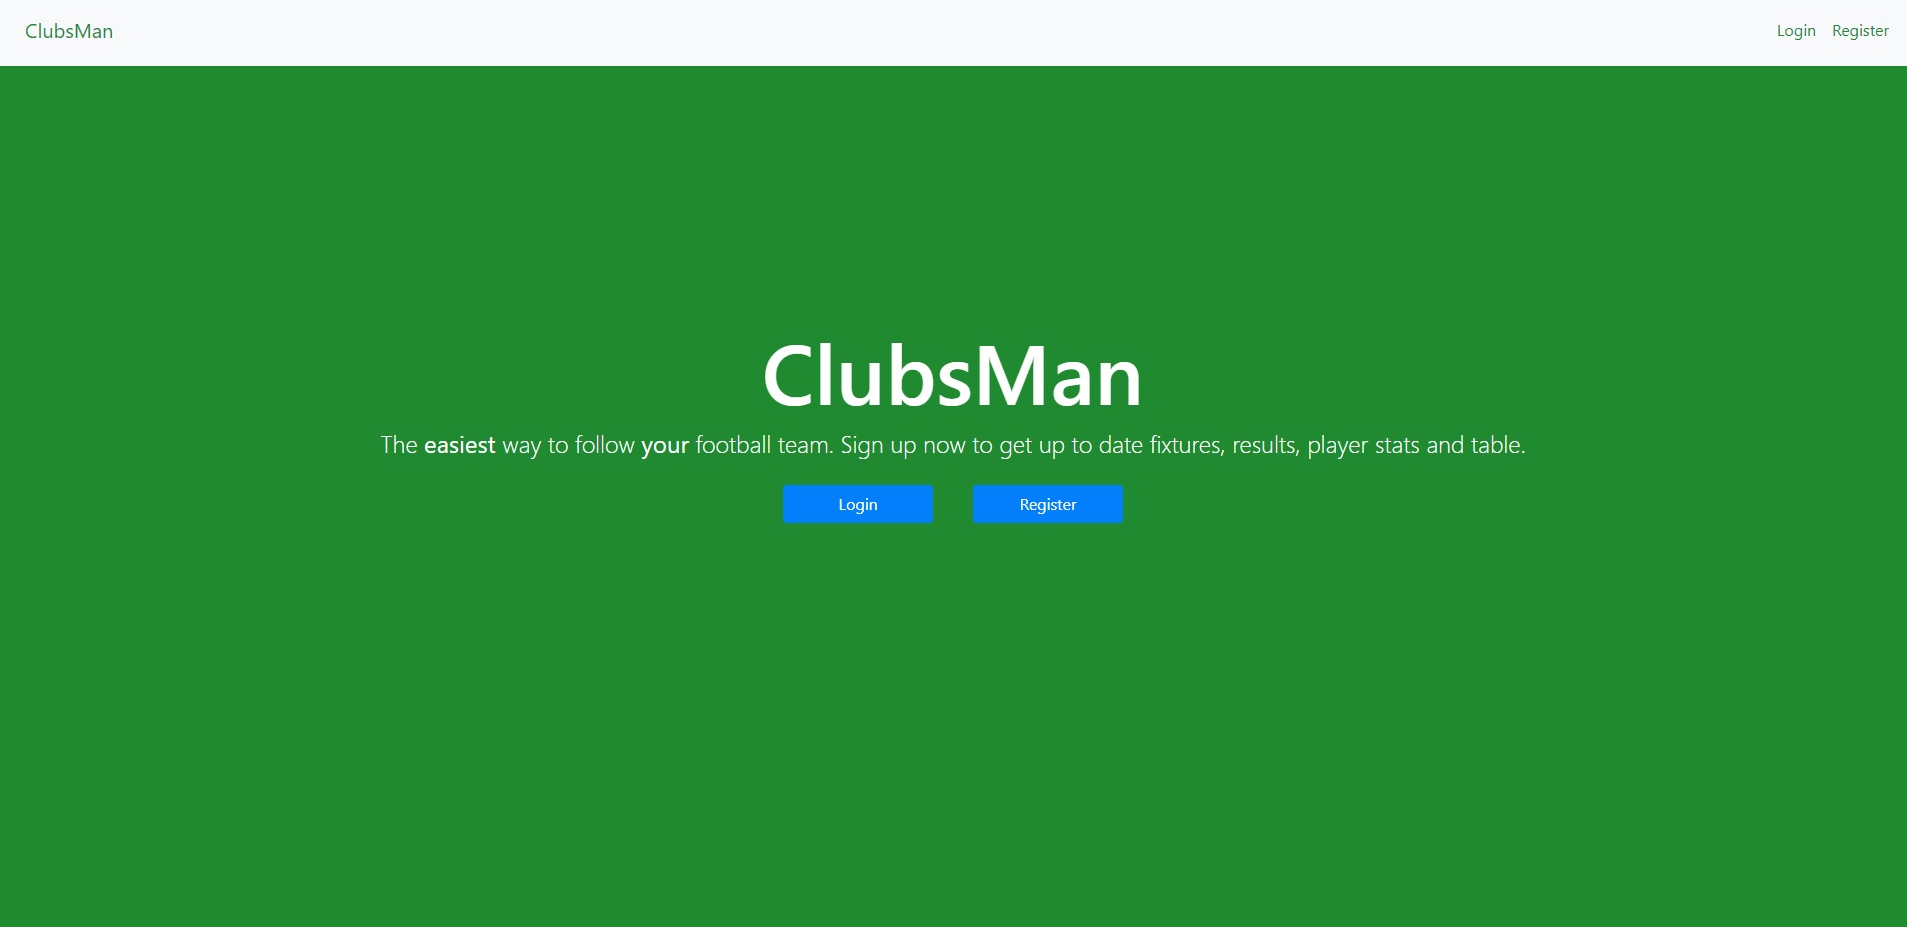 ClubsMan
Login Register
ClubsMan
The easiest way to follow your football team. Sign up now to get up to date fixtures, results, player stats and table.
Login Register